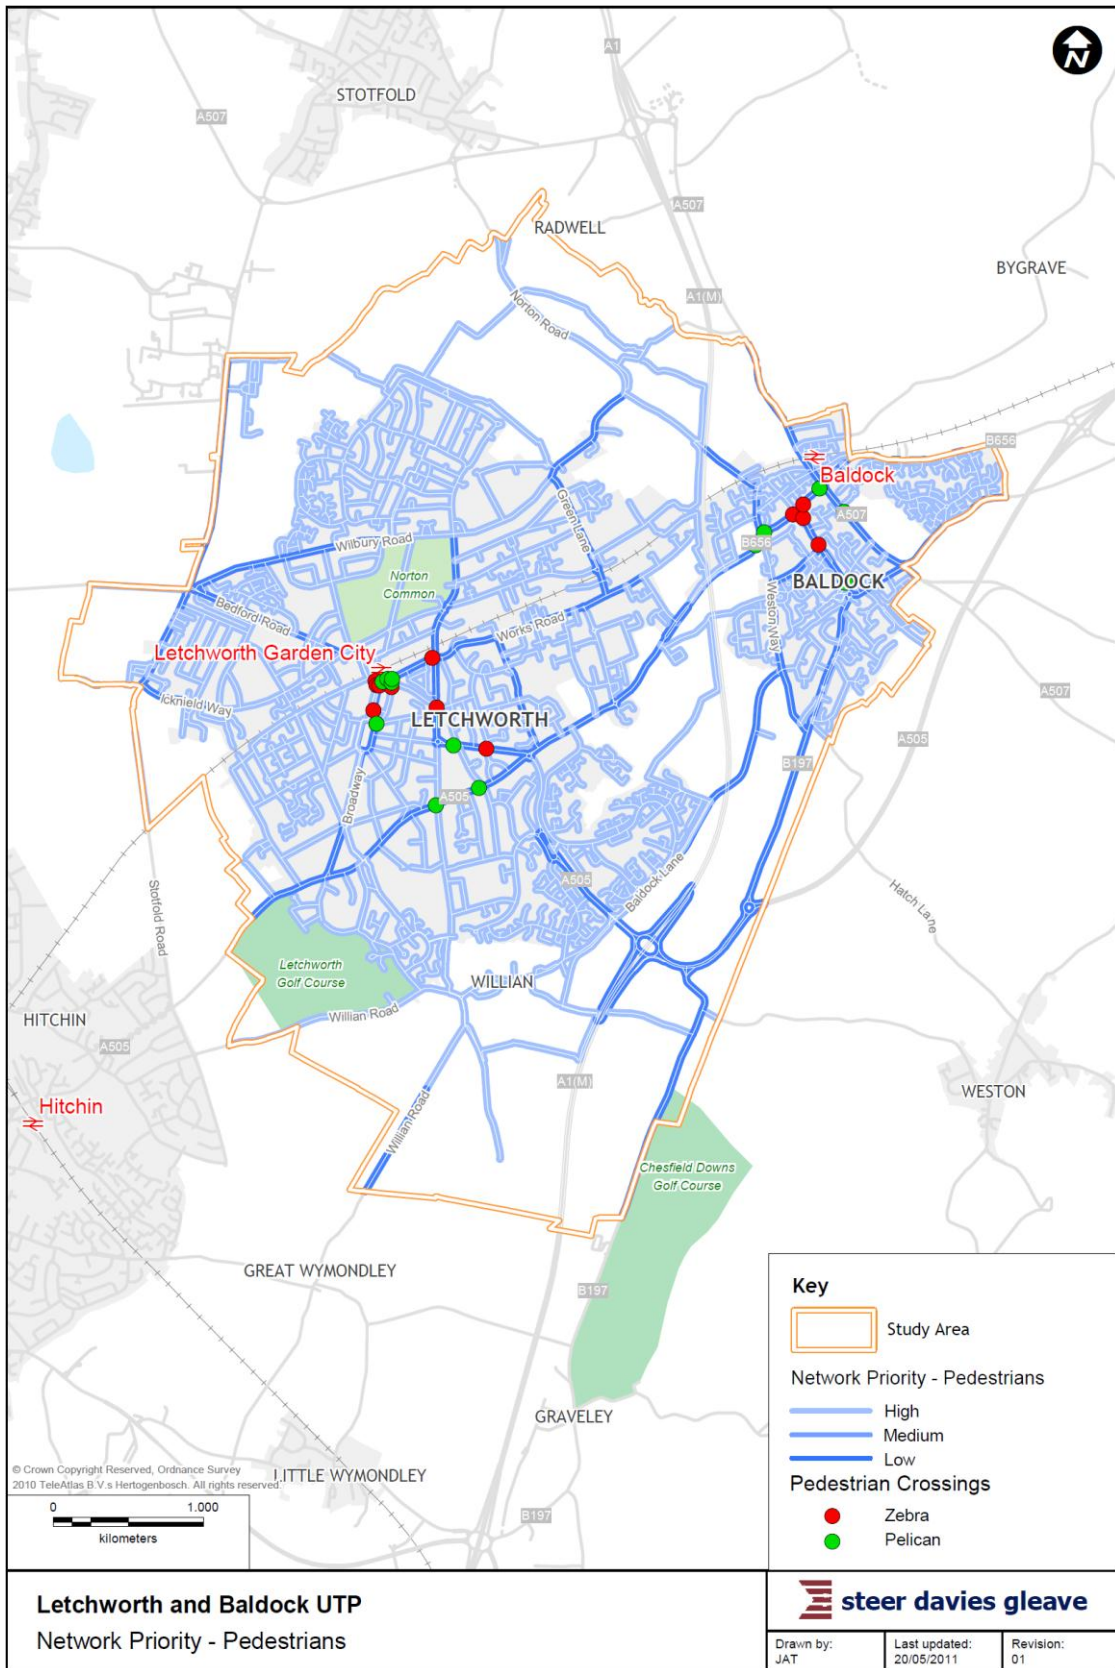 A1
STOTFOLD
A507
A507
RADWELL
BYGRAVE
A1(M)
Norton Road
B656
Baldock
A507
Green Lane
Wilbury Road
B656
Norton
Common
BALDOCK
Weston Way
Bedford Road
Works Road
Letchworth Garden City
A507
Icknield Way
LETCHWORTH
A505
B197
Broadway
A505
A505
Baldock Lane
Stotfold Road
Hatch Lane
Letchworth
Golf Course
WILLIAN
Willian Road
HITCHIN
A505
A1(M)
WESTON
Hitchin
Willian Road
Chesfield Downs
Golf Course
GREAT WYMONDLEY
B197
GRAVELEY
LITTLE WYMONDLEY
B197
Key
Study Area
Network Priority - Pedestrians
High
Medium
Low
Pedestrian Crossings
Zebra
Pelican
© Crown Copyright Reserved, Ordnance Survey
2010 TeleAtlas B.V.s Hertogenbosch. All rights reserved.
0 1.000
kilometers
N
Letchworth and Baldock UTP
Network Priority - Pedestrians
steer davies gleave
Drawn by:
JAT
Last updated:
20/05/2011
Revision:
01